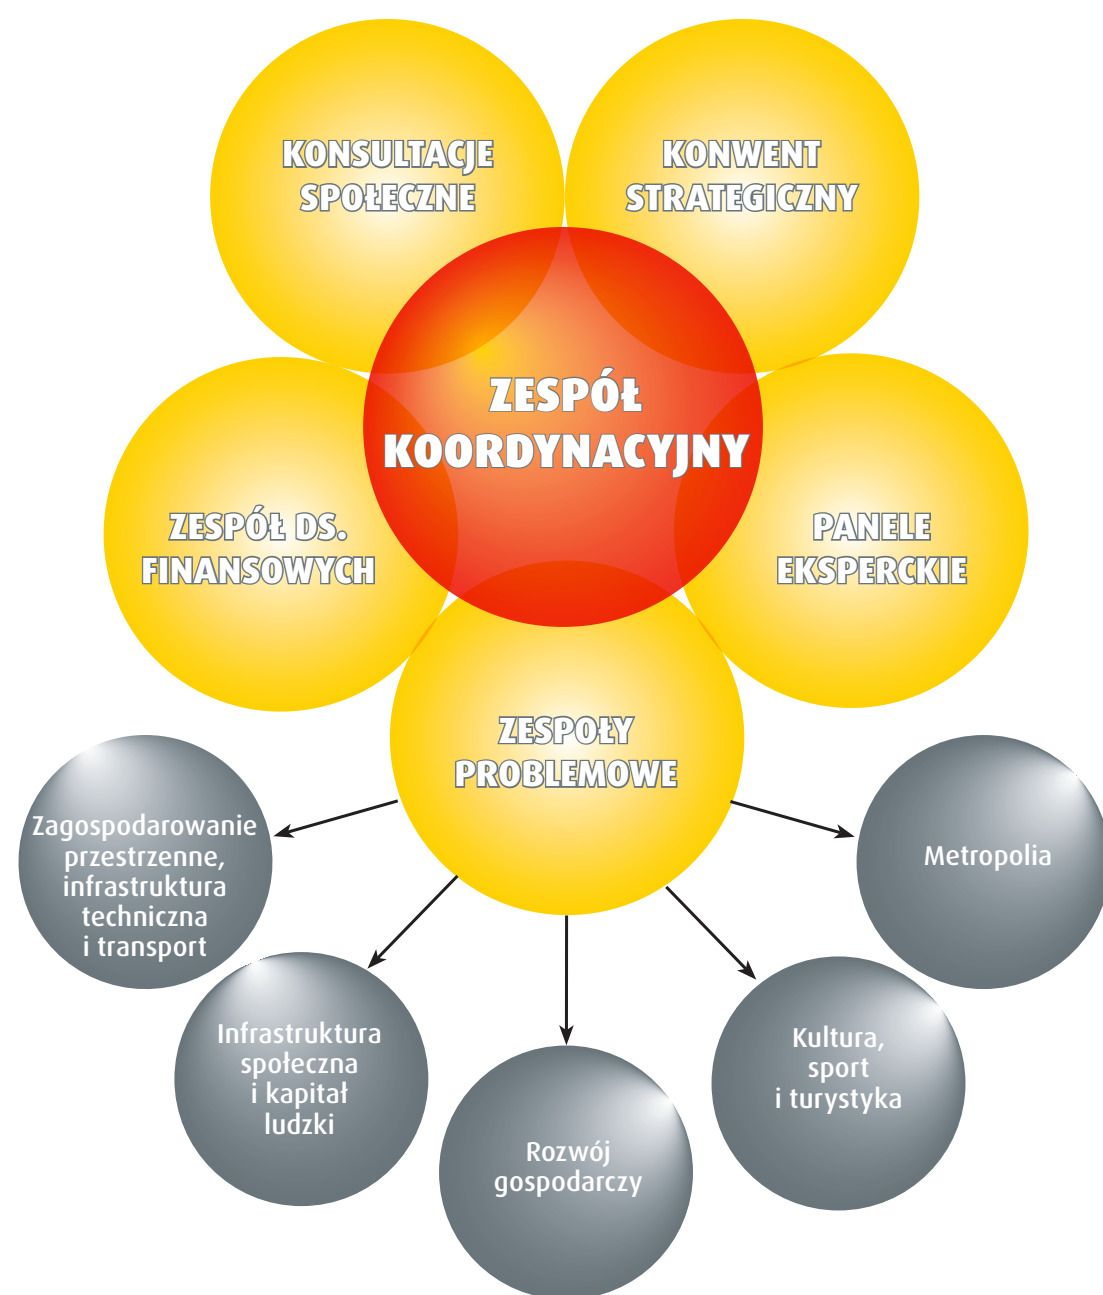 KONSULTACJE
SPOŁECZNE
KONWENT
STRATEGICZNY
ZESPÓŁ
KOORDYNACYJNY
ZESPÓŁ DS.
FINANSOWYCH
PANELE
EKSPERCKIE
ZESPOŁY
PROBLEMOWE
Zagospodarowanie
przestrzenne,
infrastruktura
techniczna
i transport
Infrastruktura
społeczna
i kapitał
ludzki
Rozwój
gospodarczy
Kultura,
sport
i turystyka
Metropolia